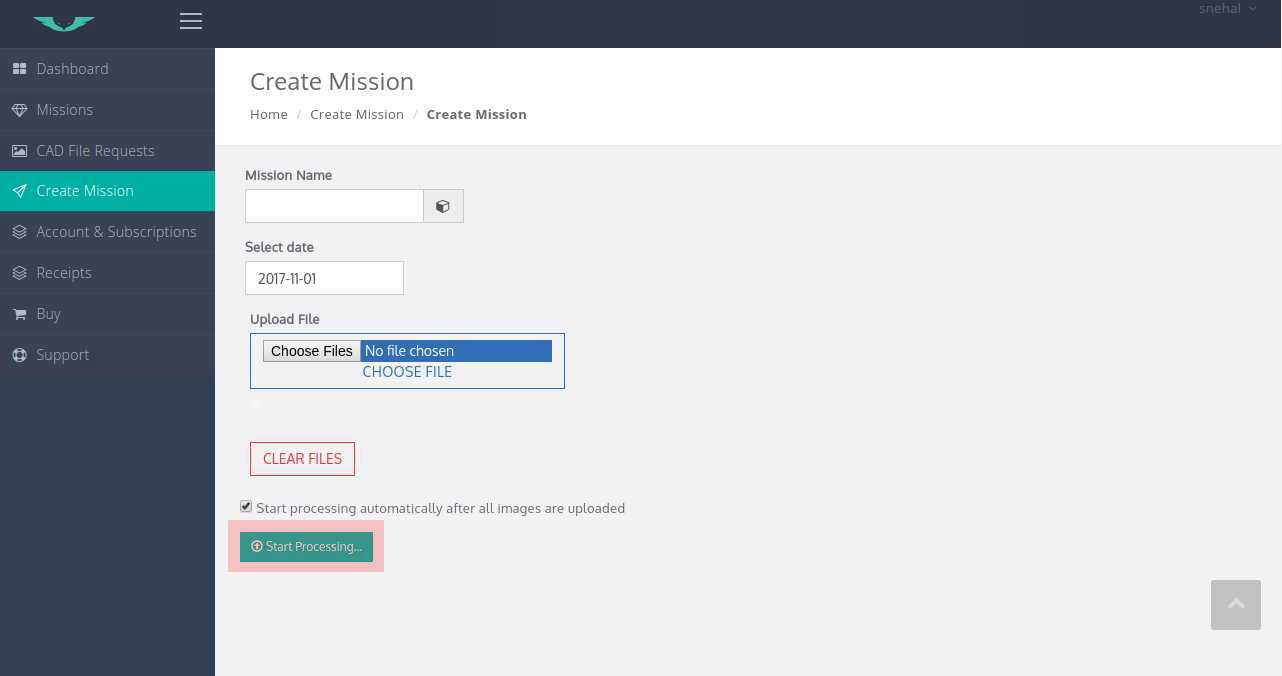 snehal
Dashboard
Missions
CAD File Requests
Create Mission
Account & Subscriptions
Receipts
Buy
Support
Create Mission
Home / Create Mission / Create Mission
Mission Name
Select date
2017-11-01
Upload File
Choose Files No file chosen
CHOOSE FILE
CLEAR FILES
Start processing automatically after all images are uploaded
Start Processing...